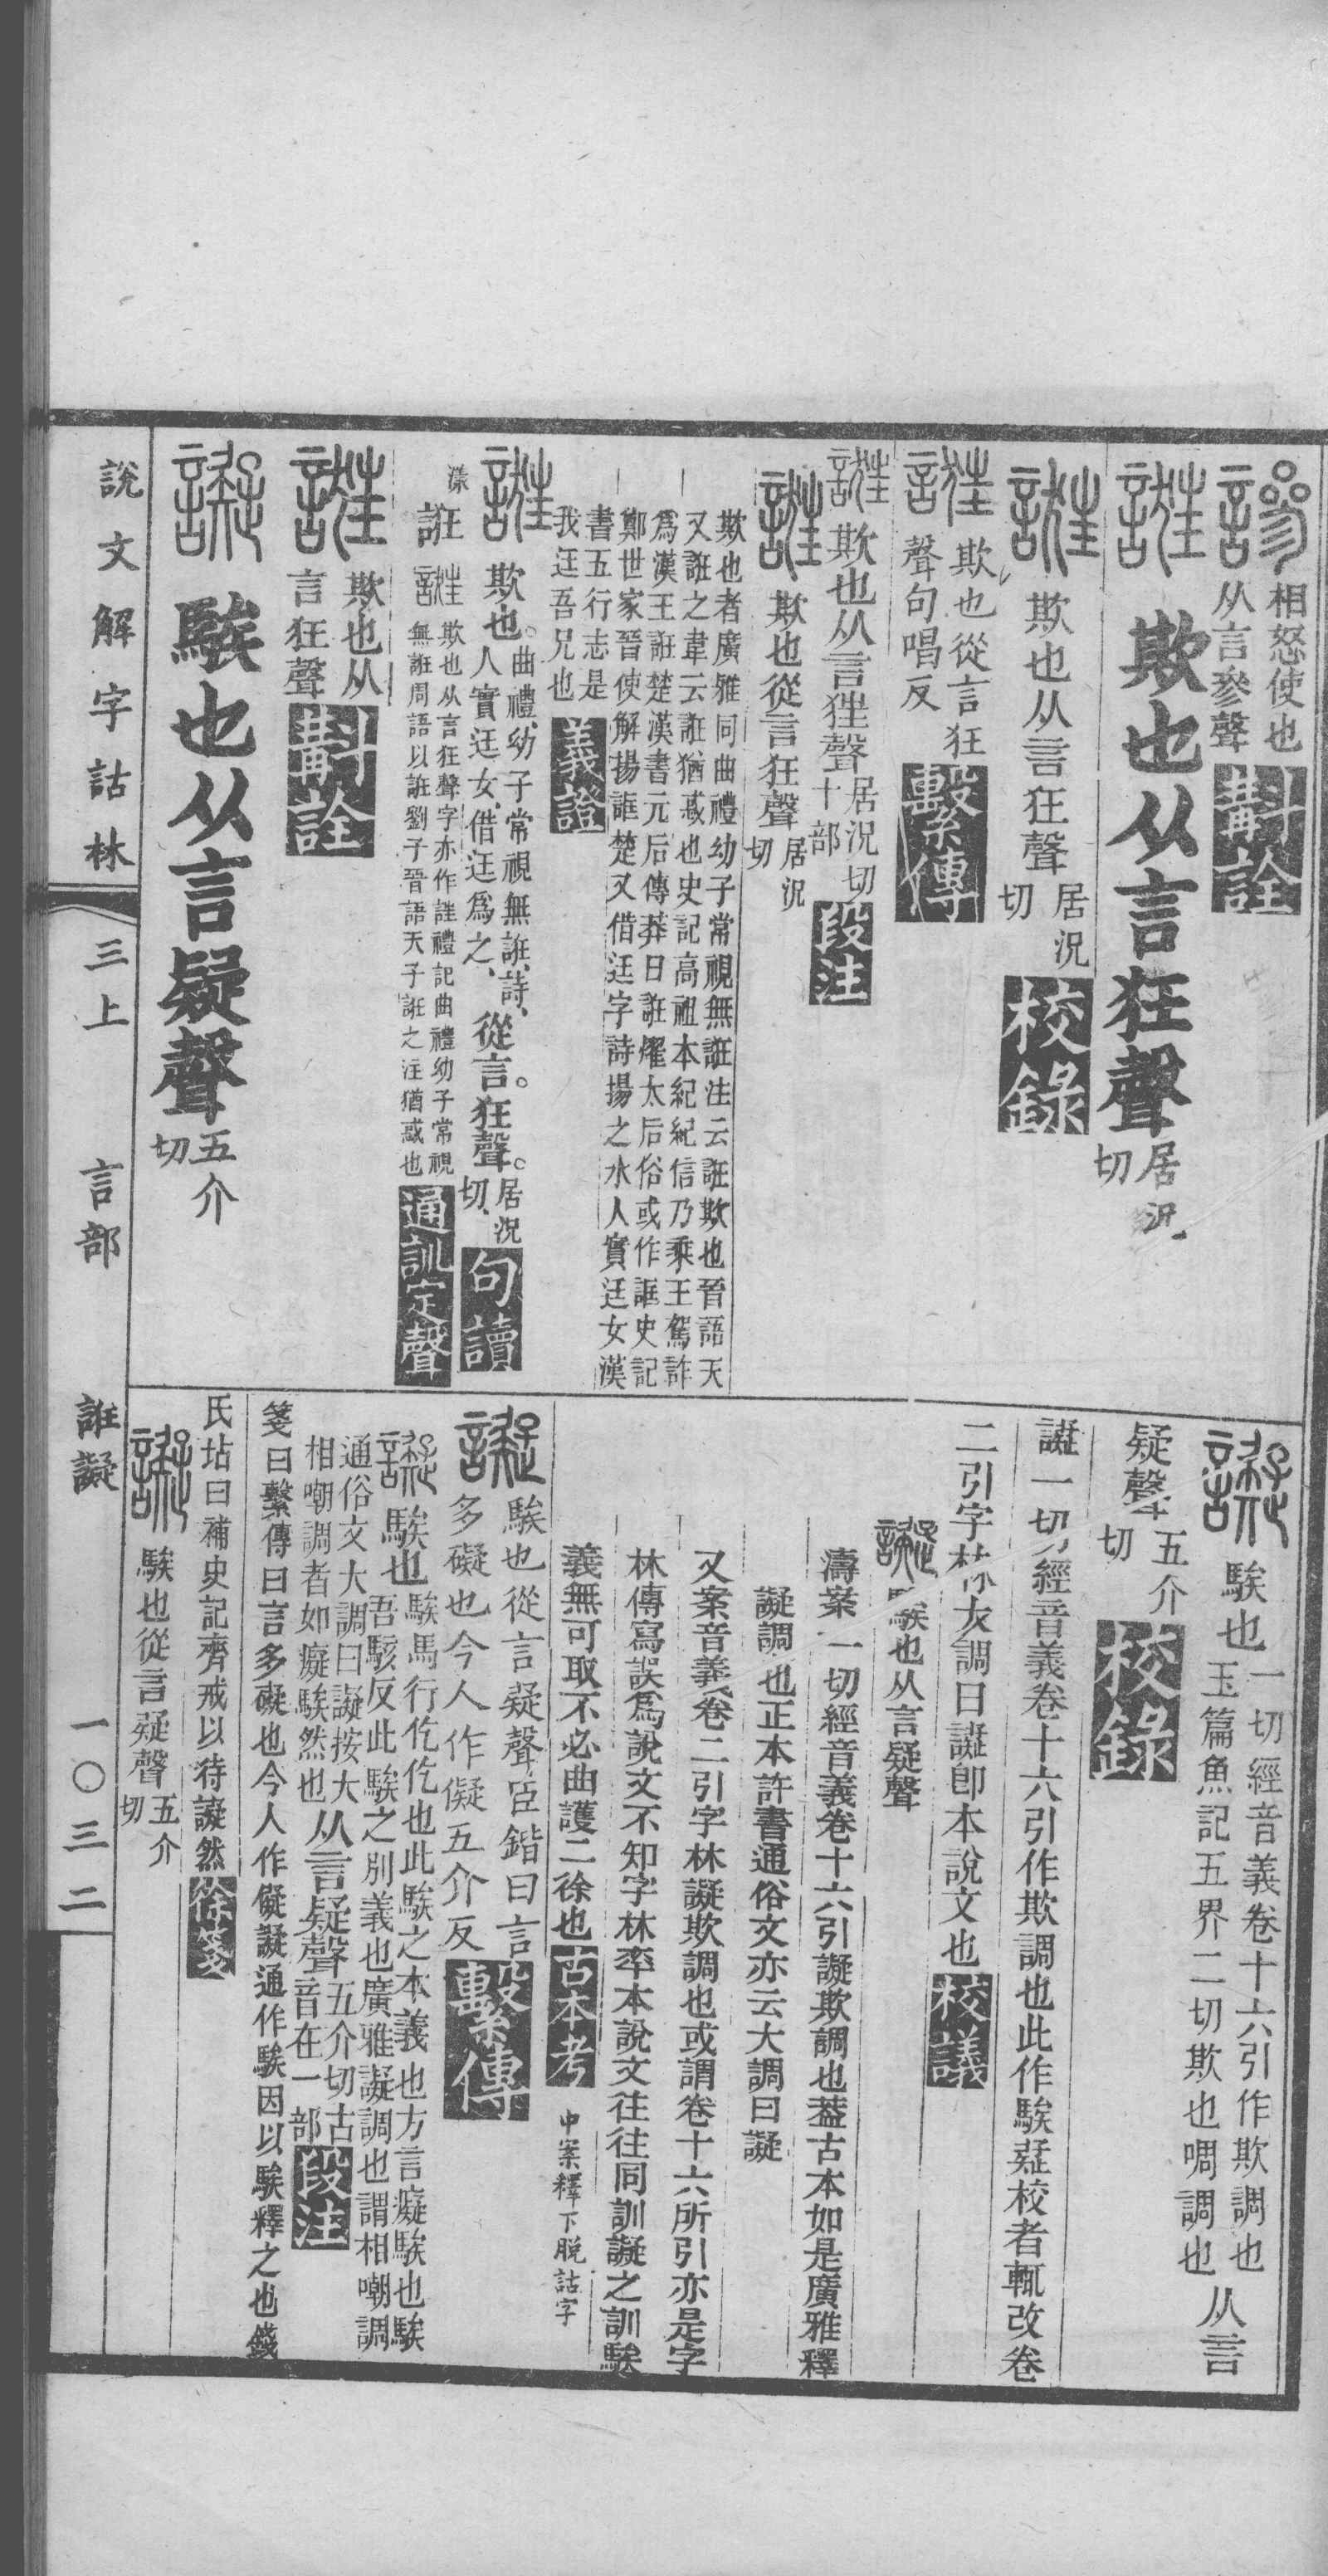 相怒使也
从言參聲
斠詮
欺也从言狂聲
居況
切
欺也从言狂聲
居況
切
校錄
欺也從言狂
聲句唱反
繫傳
欺也从言狴聲
居況切
十部
段注
欺也從言狂聲
居況
切
欺也者廣雅同曲禮幼子常視無誑注云誑欺也晉語天
又誑之韋云誑猶惑也史記高祖本紀紀信乃乘王駕詐
爲漢王誑楚漢書元后傳莽日誑燿太后俗或作誆史記
鄭世家晉使解揚誆楚又借迋字詩揚之水人實迋女漢
書五行志是
我迋吾兄也
義證
欺也。
曲禮、幼子常視無誑、詩、
人實迋女、借迋爲之、
從言。狂聲。
居況
切、
句讀
誑
漾
欺也从言狂聲字亦作註禮記曲禮幼子常視
無誑周語以誑劉子晉語天子誑之注猶惑也
通訓定聲
欺也从
言狂聲
斠詮
騃也从言疑聲
五介
切
騃也
一切經音義卷十六引作欺調也
玉篇魚記五界二切欺也啁調也
从言
疑聲
五介
切
校錄
譺一切經音義卷十六引作欺調也此作騃疑校者輒改卷
二引字林大調曰譺卽本說文也
校議
騃也从言疑聲
濤案一切經音義卷十六引譺欺調也葢古本如是廣雅釋
譺調也正本許書通俗文亦云大調曰譺
又案音義卷二引字林譺欺調也或謂卷十六所引亦是字
林傳寫誤爲說文不知字林率本說文往往同訓譺之訓騃
義無可取不必曲護二徐也
古本考
中案釋下脫詁字
騃也從言疑聲臣鍇曰言
多礙也今人作儗五介反
繫傳
騃也
騃馬行仡仡也此騃之本義也方言癡騃也騃
吾駭反此騃之別義也廣雅譺調也謂相嘲調
通俗文大調曰譺按大
相嘲調者如癡騃然也
从言疑聲
五介切古
音在一部
段注
箋曰繫傳曰言多礙也今人作儗譺通作騃因以騃釋之也錢
氏坫曰補史記齊戒以待譺然
徐箋
騃也從言疑聲
五介
切
說文解字詁林
三上
言部
誑譺
一〇三二